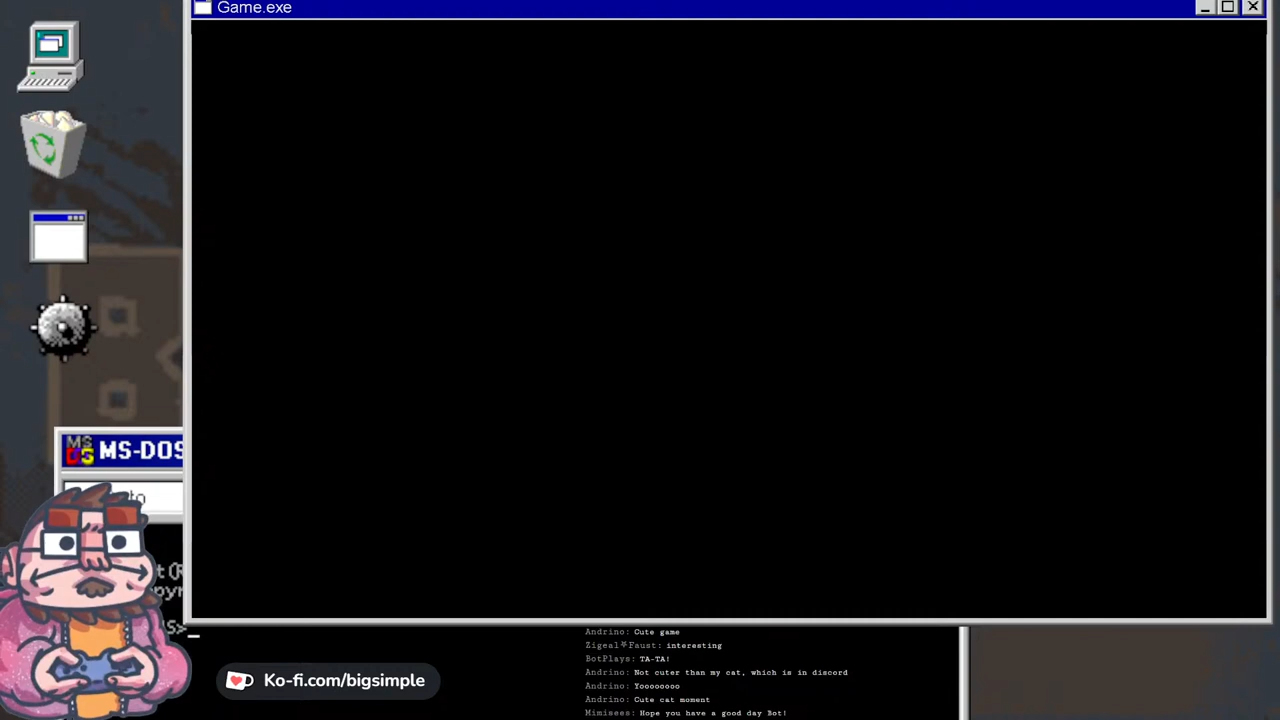 Game.exe
MS-DOS
to
t(R
opyr
S>_
Andrino: Cute game
Zigeal⛧Faust: interesting
BotPlays: TA-TA!
Andrino: Not cuter than my cat, which is in discord
Andrino: Yoooooooo
Andrino: Cute cat moment
Mimisees: Hope you have a good day Bot!
Ko-fi.com/bigsimple